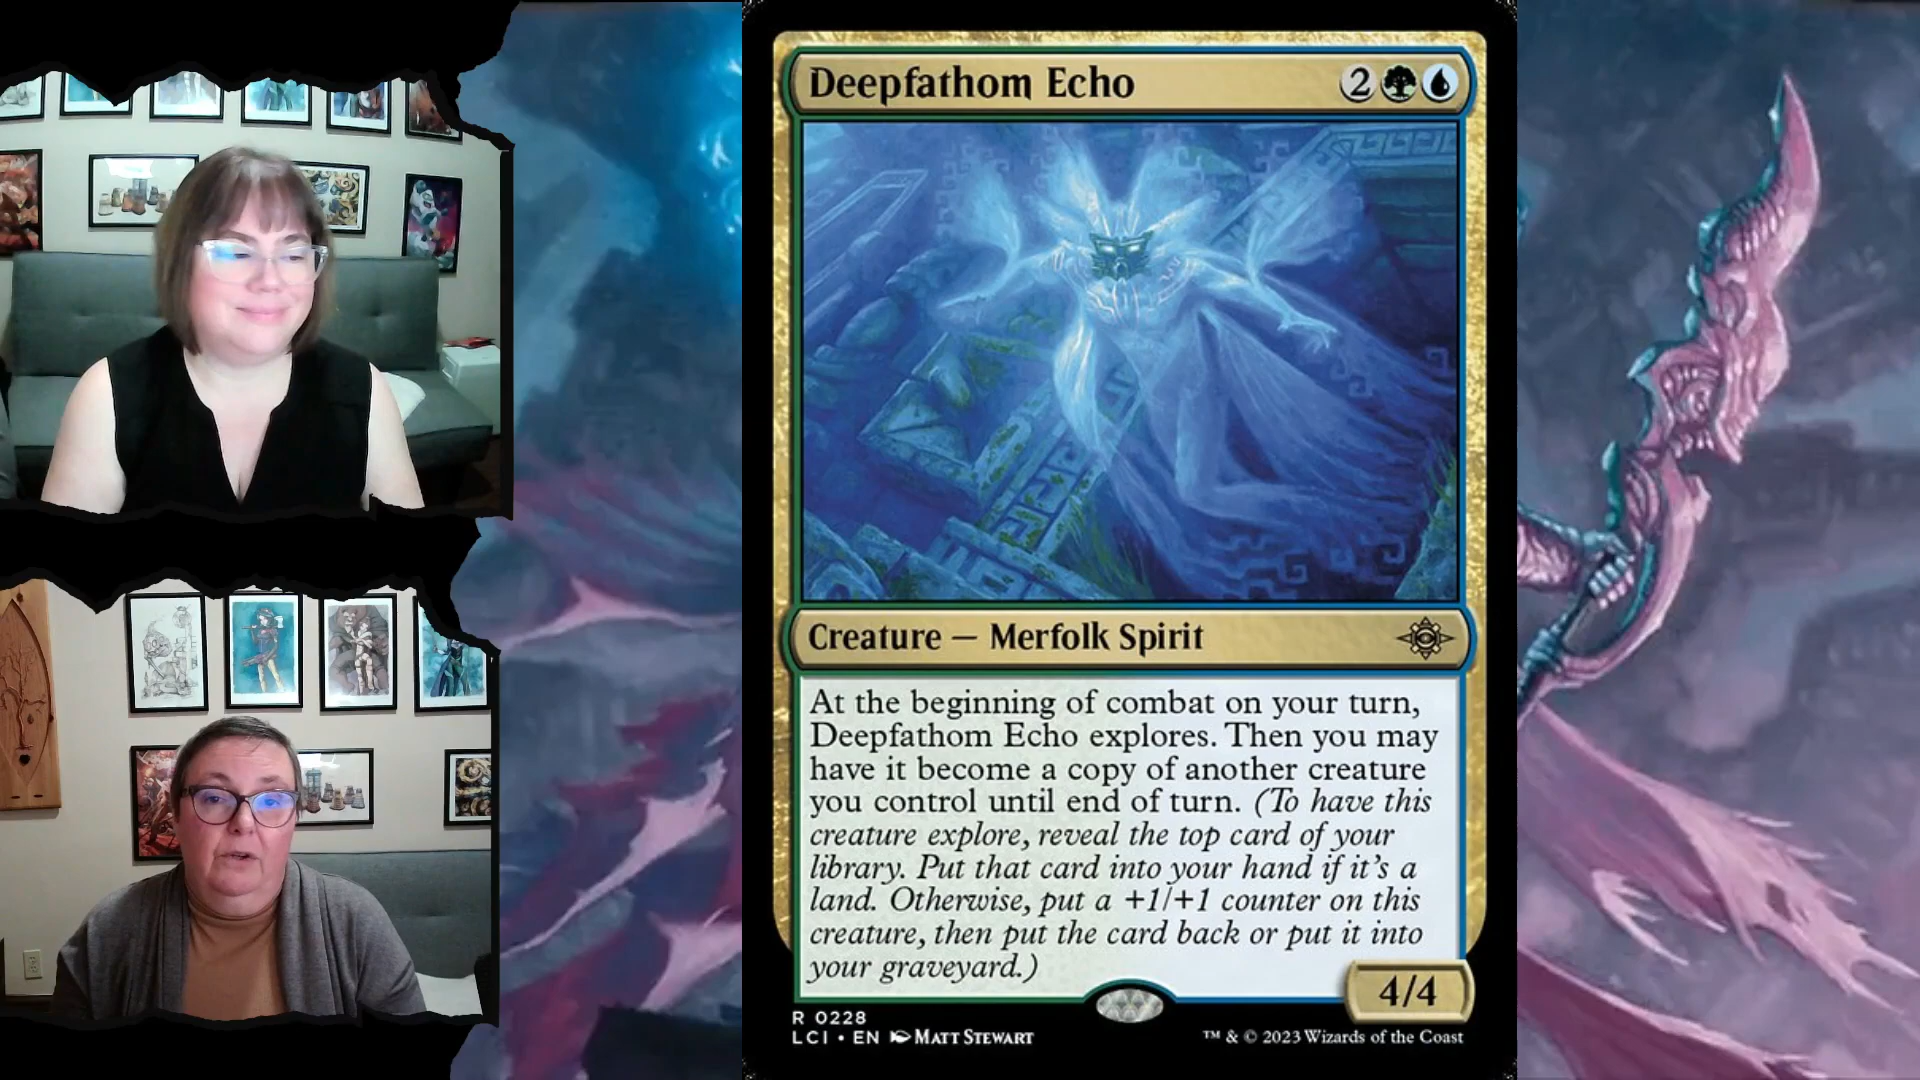 Deepfathom Echo
2
Creature — Merfolk Spirit
At the beginning of combat on your turn,
Deepfathom Echo explores. Then you may
have it become a copy of another creature
you control until end of turn. (To have this
creature explore, reveal the top card of your
library. Put that card into your hand if it's a
land. Otherwise, put a +1/+1 counter on this
creature, then put the card back or put it into
your graveyard.)
4/4
R 0228
LCI • EN MATT STEWART
™ & © 2023 Wizards of the Coast